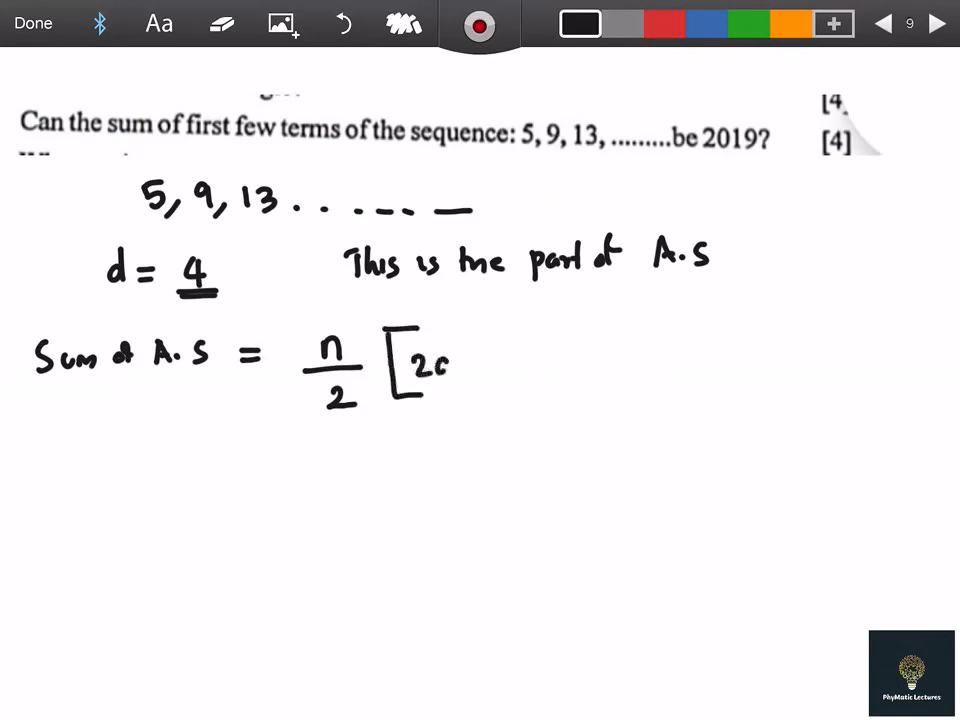 Done Aa 9
[4
Can the sum of first few terms of the sequence: 5, 9, 13, .........be 2019? [4]
5, 9, 13 . . . _ . _ _
d = 4 This is the part of A.S
Sum of A.S = n/2 [2a
PhyMatic Lectures